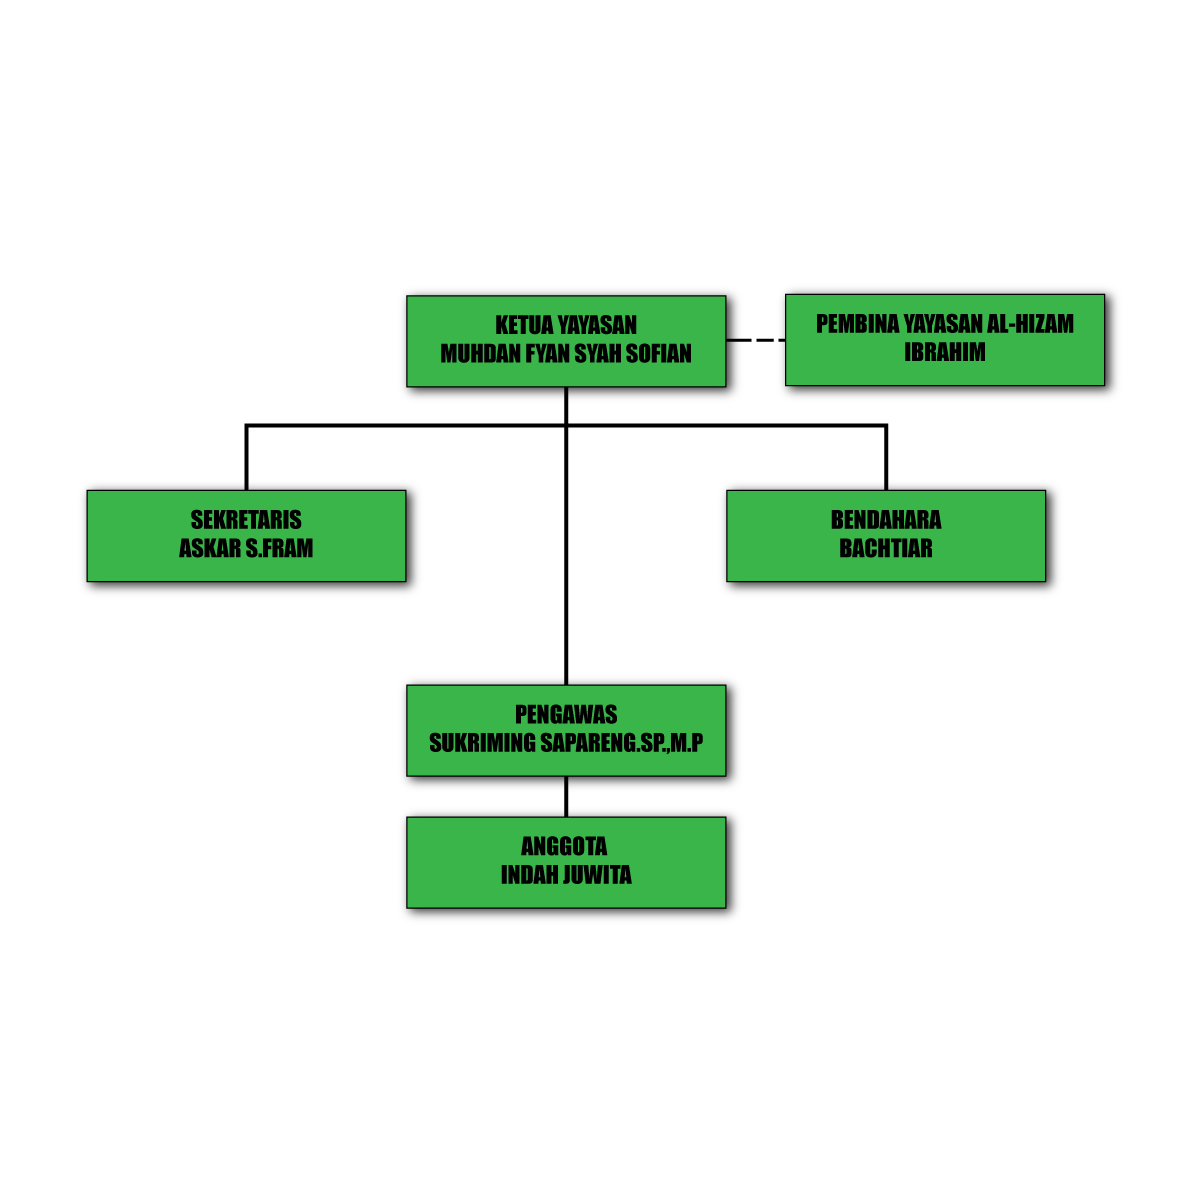 KETUA YAYASAN
MUHDAN FYAN SYAH SOFIAN
PEMBINA YAYASAN AL-HIZAM
IBRAHIM
SEKRETARIS
ASKAR S.FRAM
BENDAHARA
BACHTIAR
PENGAWAS
SUKRIMING SAPARENG.SP.,M.P
ANGGOTA
INDAH JUWITA